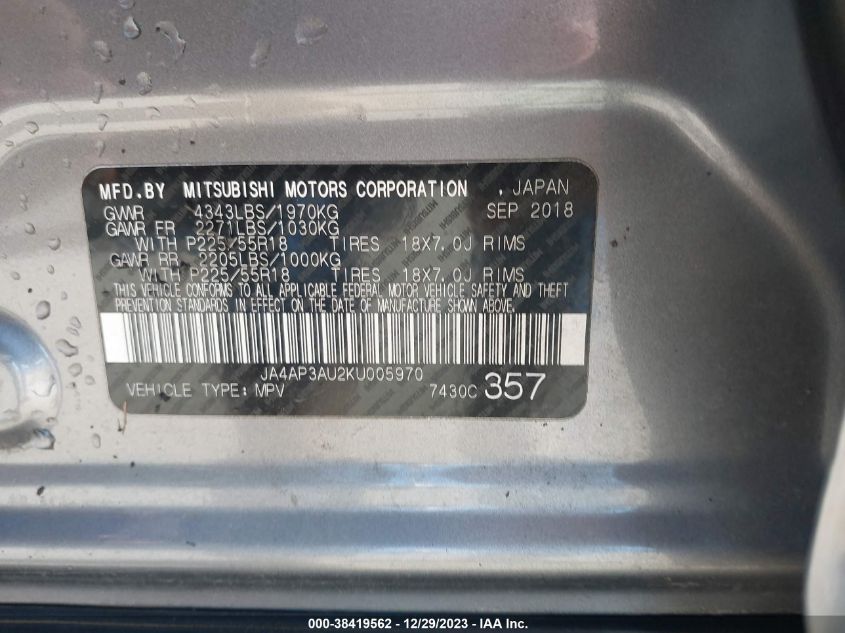 MFD.BY MITSUBISHI MOTORS CORPORATION , JAPAN
GVWR 4343LBS/1970KG SEP 2018
GAWR FR 2271LBS/1030KG
WITH P225/55R18 TIRES 18X7.0J RIMS
GAWR RR 2205LBS/1000KG
WITH P225/55R18 TIRES 18X7.0J RIMS
THIS VEHICLE CONFORMS TO ALL APPLICABLE FEDERAL MOTOR VEHICLE SAFETY AND THEFT
PREVENTION STANDARDS IN EFFECT ON THE DATE OF MANUFACTURE SHOWN ABOVE.
JA4AP3AU2KU005970
VEHICLE TYPE: MPV 7430C 357
000-38419562 - 12/29/2023 - IAA Inc.